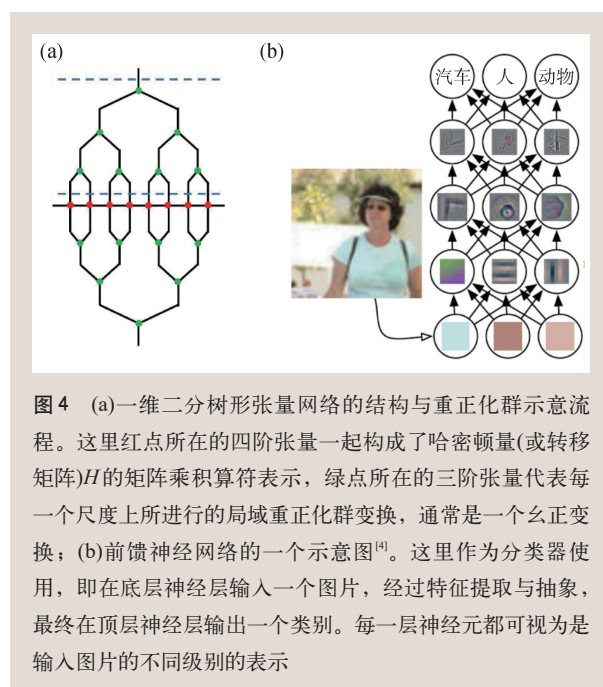 (a)
(b)
汽车 人 动物
图4 (a)一维二分树形张量网络的结构与重正化群示意流
程。这里红点所在的四阶张量一起构成了哈密顿量(或转移
矩阵)H的矩阵乘积算符表示，绿点所在的三阶张量代表每
一个尺度上所进行的局域重正化群变换，通常是一个幺正变
换；(b)前馈神经网络的一个示意图[4]。这里作为分类器使
用，即在底层神经层输入一个图片，经过特征提取与抽象，
最终在顶层神经层输出一个类别。每一层神经元都可视为是
输入图片的不同级别的表示